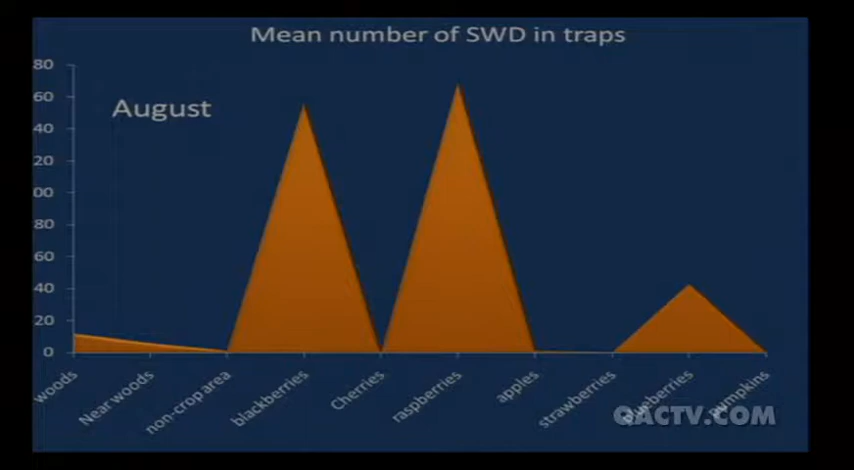 Mean number of SWD in traps
August
80
60
40
20
00
80
60
40
20
0
woods
Near woods
non-crop area
blackberries
Cherries
raspberries
apples
strawberries
pumpkins
QACTV.COM